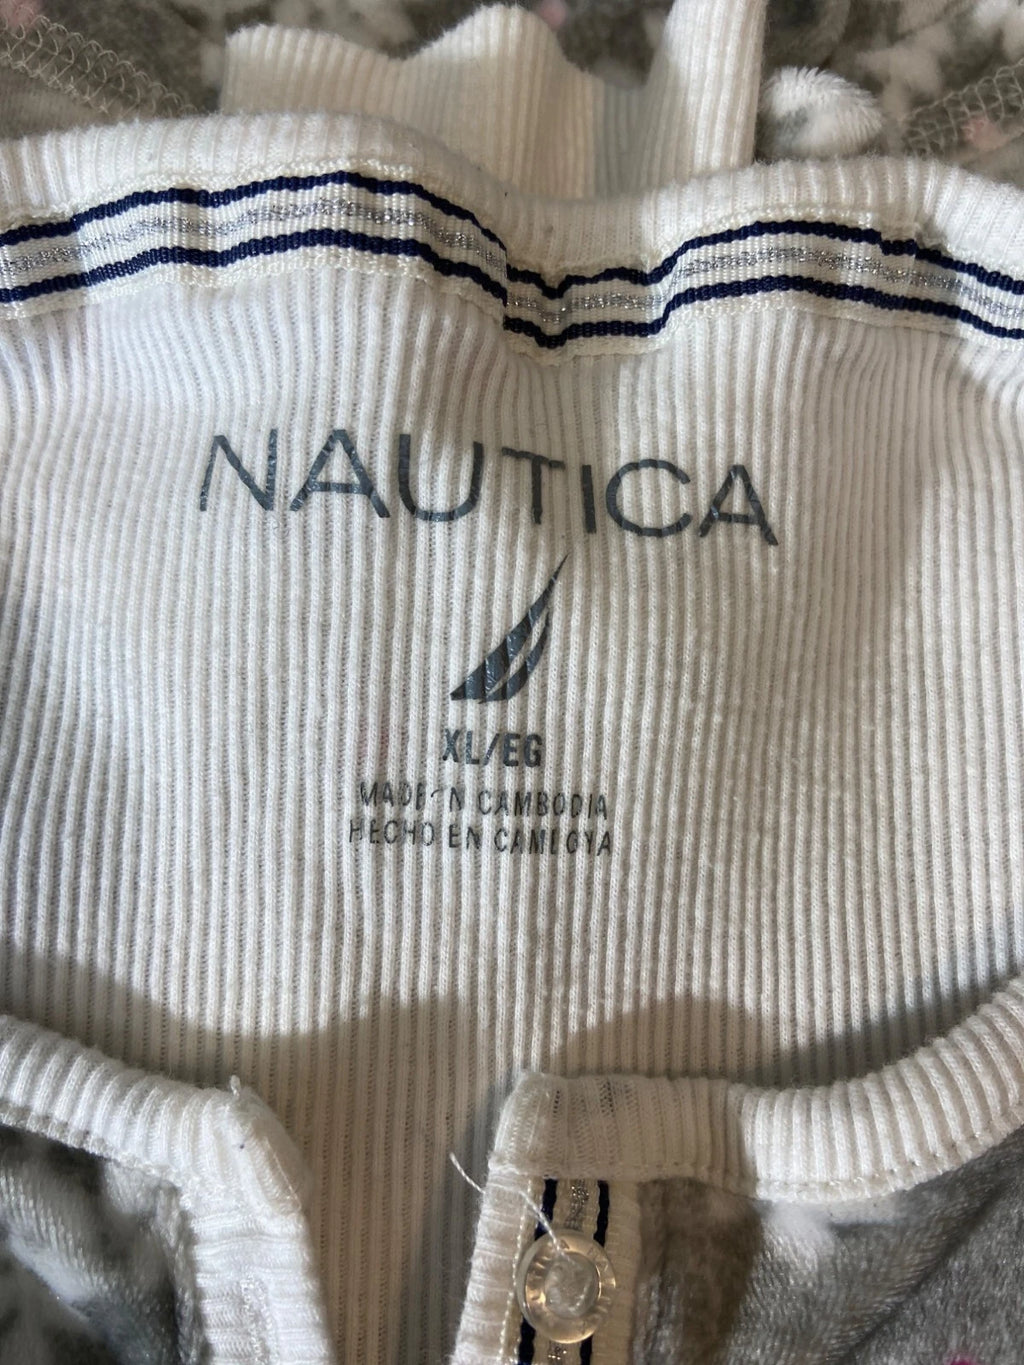 NAUTICA
XL/EG
MADE IN CAMBODIA
HECHO EN CAMBOYA